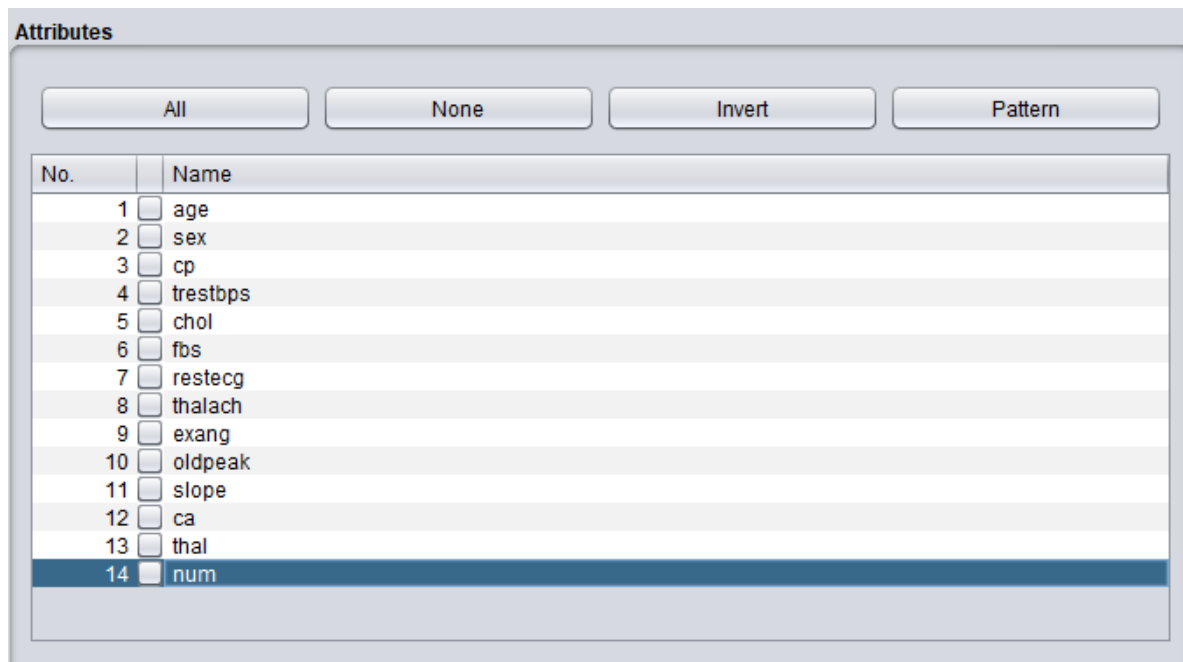 Attributes
All None Invert Pattern
No. Name
1 age
2 sex
3 cp
4 trestbps
5 chol
6 fbs
7 restecg
8 thalach
9 exang
10 oldpeak
11 slope
12 ca
13 thal
14 num